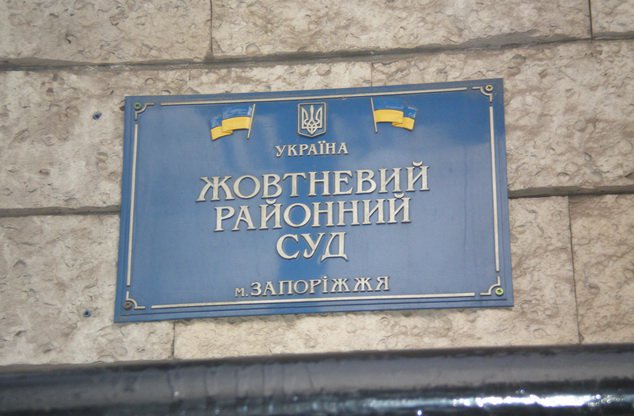 УКРАЇНА
ЖОВТНЕВИЙ
РАЙОННИЙ
СУД
м. ЗАПОРІЖЖЯ